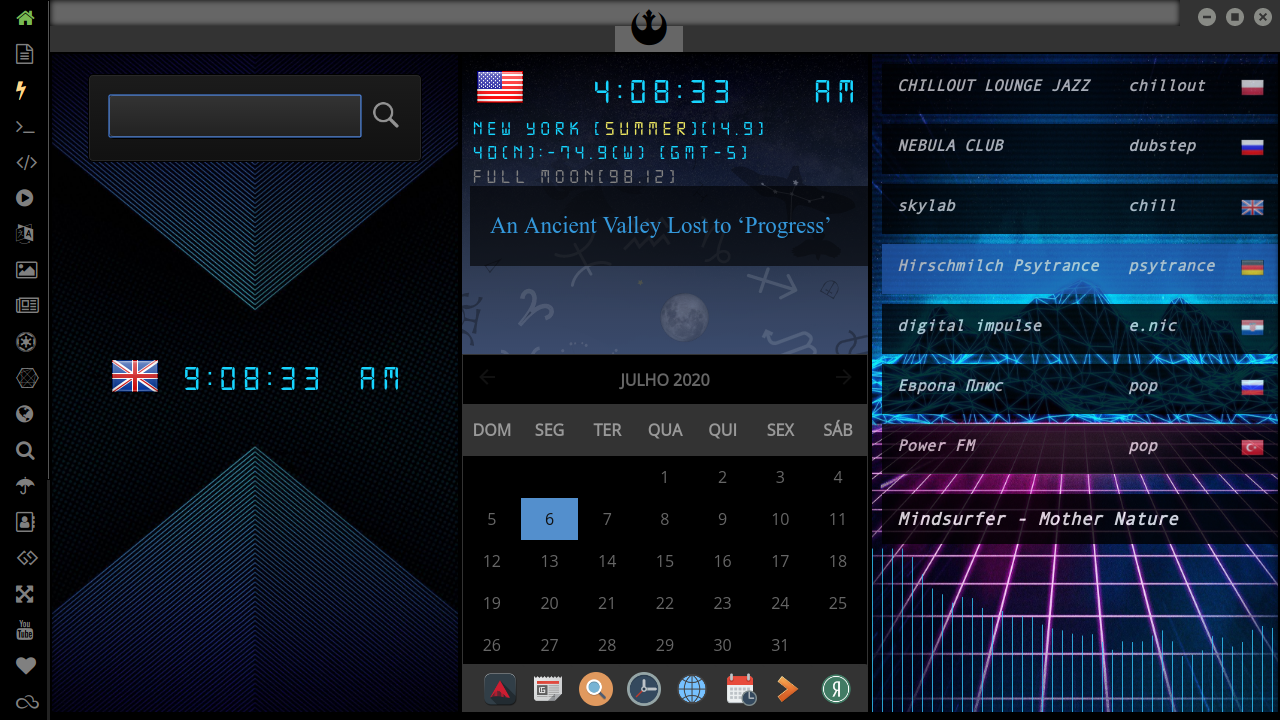 9:08:33 AM
4:08:33 AM
NEW YORK (SUMMER)(14.9)
40(N):-74.9(W) (GMT-5)
FULL MOON(98.12)
An Ancient Valley Lost to ‘Progress’
JULHO 2020
DOM SEG TER QUA QUI SEX SÁB
1 2 3 4
5 6 7 8 9 10 11
12 13 14 15 16 17 18
19 20 21 22 23 24 25
26 27 28 29 30 31
CHILLOUT LOUNGE JAZZ chillout
NEBULA CLUB dubstep
skylab chill
Hirschmilch Psytrance psytrance
digital impulse e.nic
Европа Плюс pop
Power FM pop
Mindsurfer - Mother Nature
You
Tube
Я